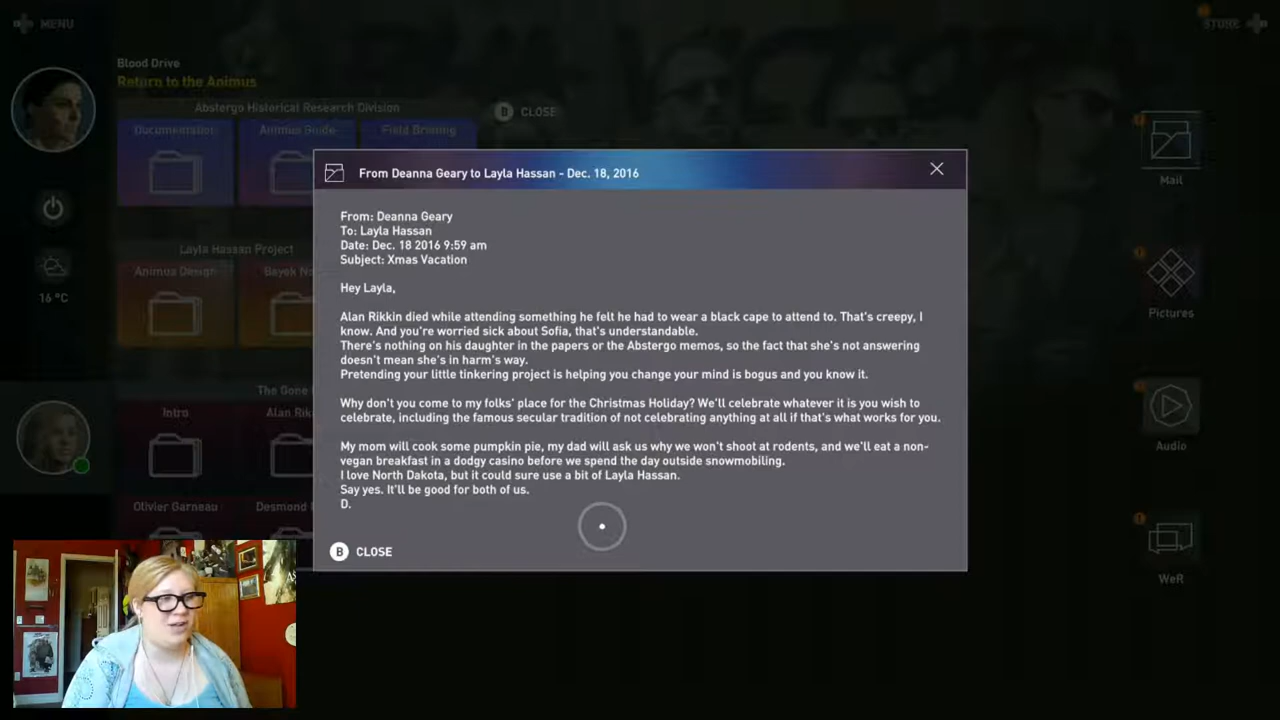 MENU
STORE
Blood Drive
Return to the Animus
Abstergo Historical Research Division
B CLOSE
Documentation
Animus Guide
Field Briefing
From Deanna Geary to Layla Hassan - Dec. 18, 2016
Mail
From: Deanna Geary
To: Layla Hassan
Date: Dec. 18 2016 9:59 am
Subject: Xmas Vacation
Layla Hassan Project
Animus Design
Bayek
16 °C
Hey Layla,
Pictures
Alan Rikkin died while attending something he felt he had to wear a black cape to attend to. That's creepy, I
know. And you're worried sick about Sofia, that's understandable.
There's nothing on his daughter in the papers or the Abstergo memos, so the fact that she's not answering
doesn't mean she's in harm's way.
Pretending your little tinkering project is helping you change your mind is bogus and you know it.
The Gone
Intro
Alan Rik
Why don't you come to my folks' place for the Christmas Holiday? We'll celebrate whatever it is you wish to
celebrate, including the famous secular tradition of not celebrating anything at all if that's what works for you.
Audio
My mom will cook some pumpkin pie, my dad will ask us why we won't shoot at rodents, and we'll eat a non-
vegan breakfast in a dodgy casino before we spend the day outside snowmobiling.
I love North Dakota, but it could sure use a bit of Layla Hassan.
Say yes. It'll be good for both of us.
D.
Olivier Garneau
Desmond
B CLOSE
WeR